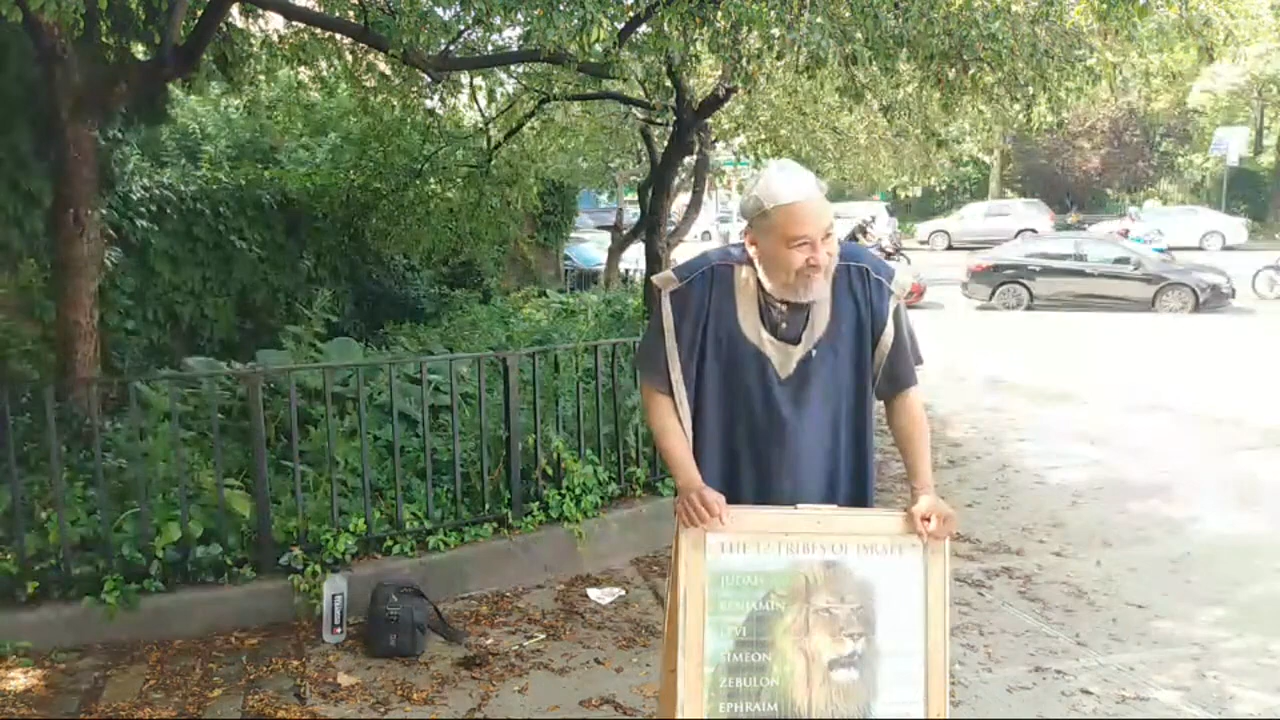 THE 12 TRIBES OF ISRAEL
JUDAH
BENJAMIN
LEVI
SIMEON
ZEBULON
EPHRAIM